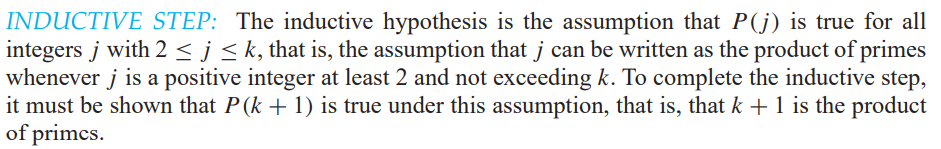 INDUCTIVE STEP: The inductive hypothesis is the assumption that P(j) is true for all
integers j with 2 ≤ j ≤ k, that is, the assumption that j can be written as the product of primes
whenever j is a positive integer at least 2 and not exceeding k. To complete the inductive step,
it must be shown that P(k + 1) is true under this assumption, that is, that k + 1 is the product
of primes.